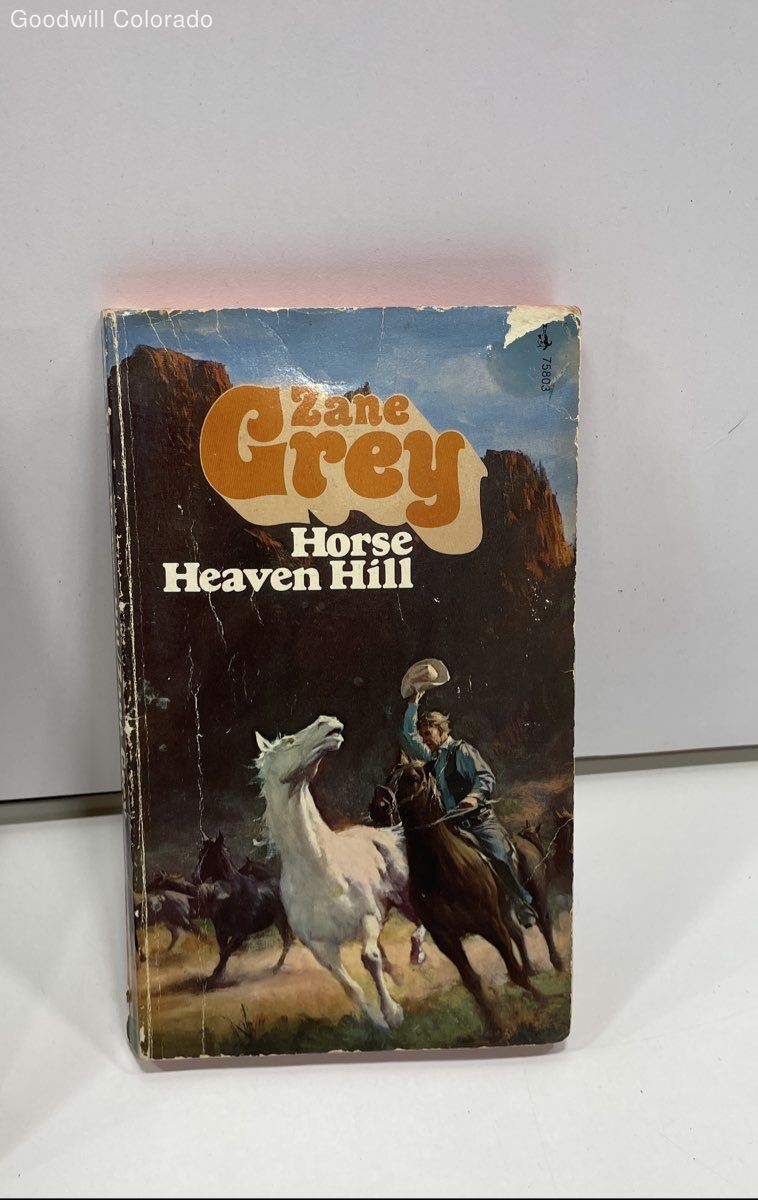 Goodwill Colorado
75803
Zane
Grey
Horse
Heaven Hill